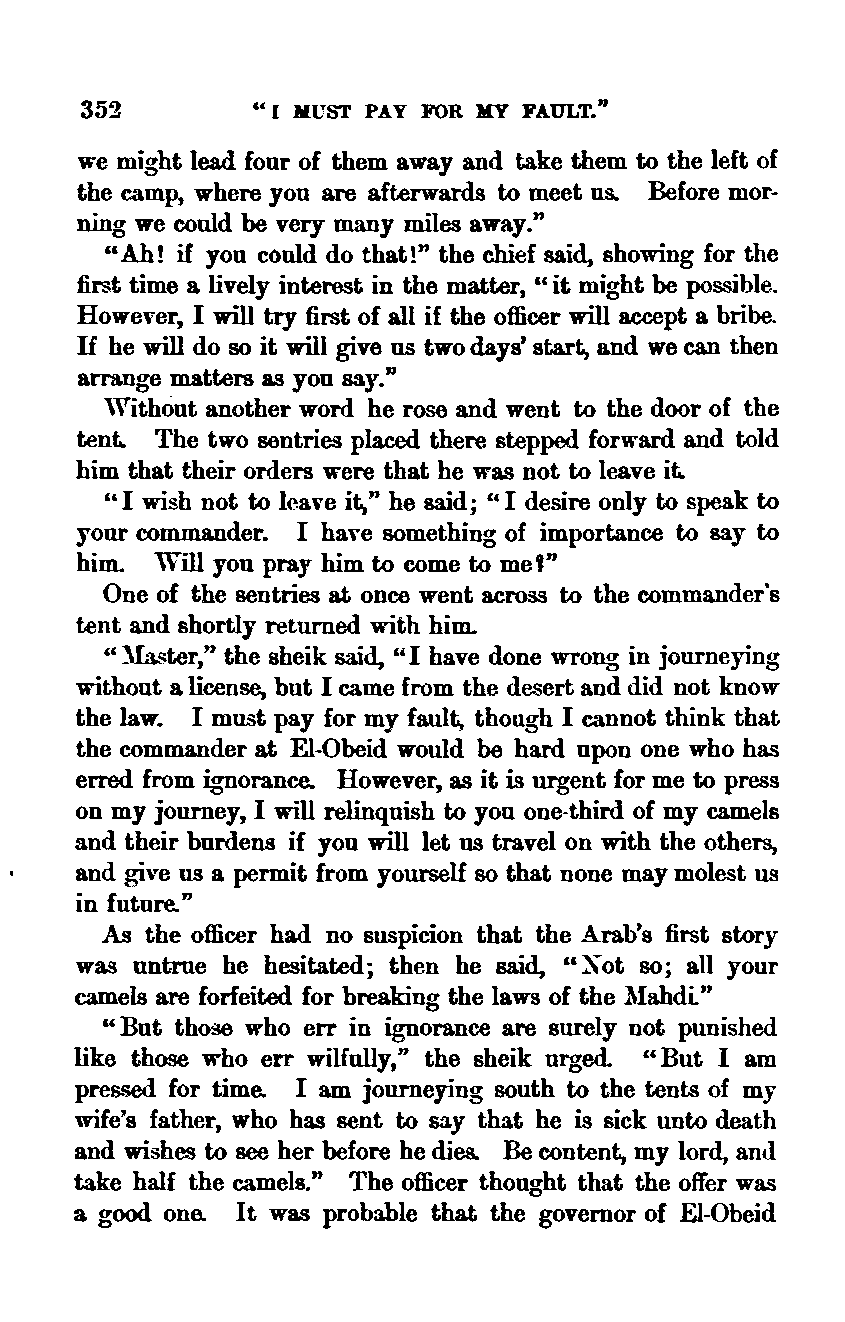 352 "I MUST PAY FOR MY FAULT."
we might lead four of them away and take them to the left of
the camp, where you are afterwards to meet us. Before mor-
ning we could be very many miles away."
"Ah! if you could do that!" the chief said, showing for the
first time a lively interest in the matter, "it might be possible.
However, I will try first of all if the officer will accept a bribe.
If he will do so it will give us two days' start, and we can then
arrange matters as you say."
Without another word he rose and went to the door of the
tent. The two sentries placed there stepped forward and told
him that their orders were that he was not to leave it.
"I wish not to leave it," he said; "I desire only to speak to
your commander. I have something of importance to say to
him. Will you pray him to come to me?"
One of the sentries at once went across to the commander's
tent and shortly returned with him.
"Master," the sheik said, "I have done wrong in journeying
without a license, but I came from the desert and did not know
the law. I must pay for my fault, though I cannot think that
the commander at El-Obeid would be hard upon one who has
erred from ignorance. However, as it is urgent for me to press
on my journey, I will relinquish to you one-third of my camels
and their burdens if you will let us travel on with the others,
and give us a permit from yourself so that none may molest us
in future."
As the officer had no suspicion that the Arab's first story
was untrue he hesitated; then he said, "Not so; all your
camels are forfeited for breaking the laws of the Mahdi."
"But those who err in ignorance are surely not punished
like those who err wilfully," the sheik urged. "But I am
pressed for time. I am journeying south to the tents of my
wife's father, who has sent to say that he is sick unto death
and wishes to see her before he dies. Be content, my lord, and
take half the camels." The officer thought that the offer was
a good one. It was probable that the governor of El-Obeid